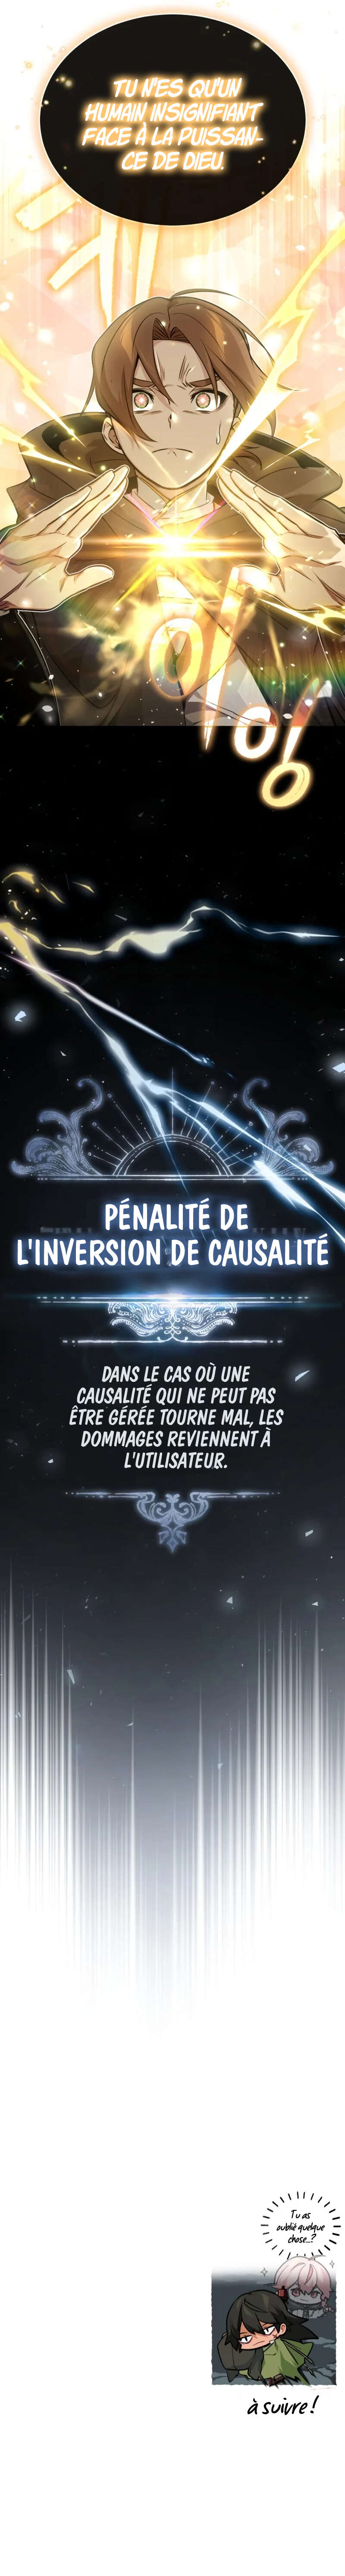 TU N'ES QU'UN
HUMAIN INSIGNIFIANT
FACE À LA PUISSAN-
CE DE DIEU.
PÉNALITÉ DE
L'INVERSION DE CAUSALITÉ
DANS LE CAS OÙ UNE
CAUSALITÉ QUI NE PEUT PAS
ÊTRE GÉRÉE TOURNE MAL, LES
DOMMAGES REVIENNENT À
L'UTILISATEUR.
Tu as
oublié quelque
chose...?
à suivre!